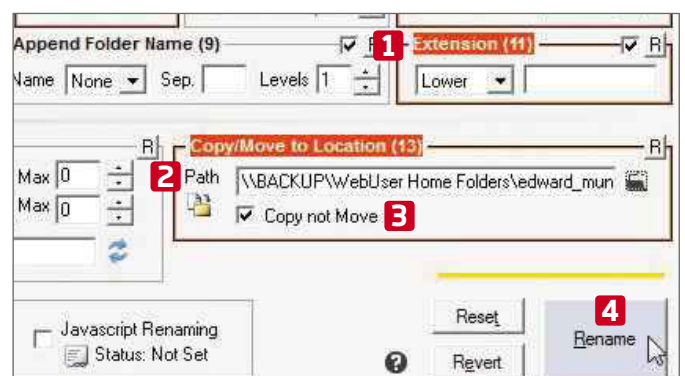 Append Folder Name (9) R 1 Extension (11) R
Name None Sep. Levels 1 Lower
R Copy/Move to Location (13) R
Max 0 2 Path \\BACKUP\WebUser Home Folders\edward_mun
Max 0 Copy not Move 3
Javascript Renaming Reset 4
Status: Not Set Revert Rename